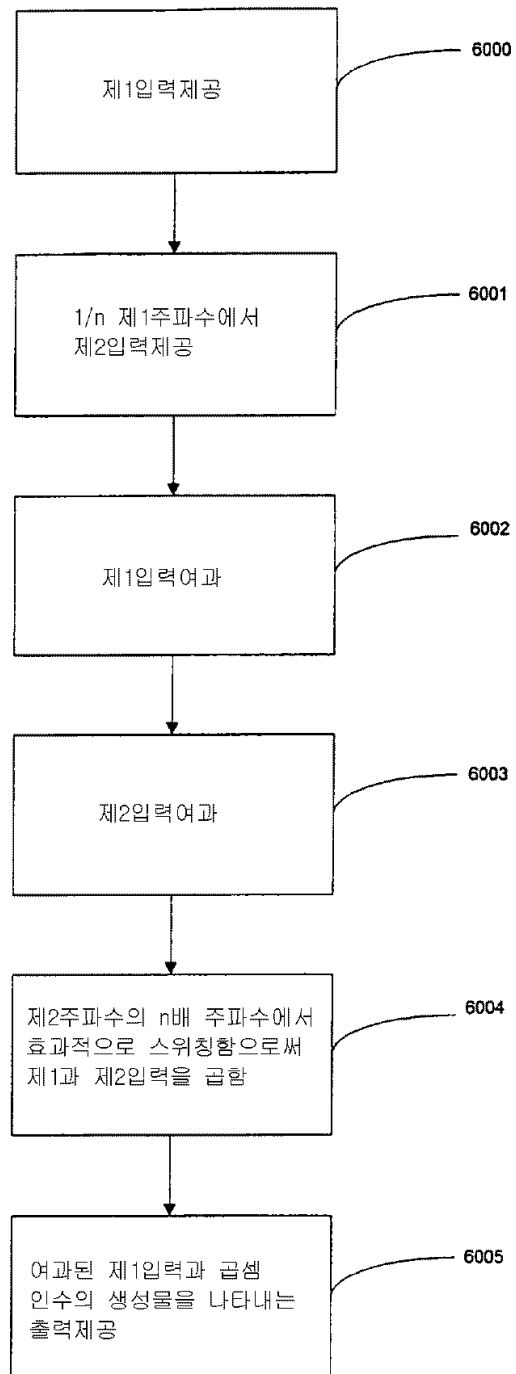 제1입력제공
6000
1/n 제1주파수에서
제2입력제공
6001
제1입력여과
6002
제2입력여과
6003
제2주파수의 n배 주파수에서
효과적으로 스위칭함으로써
제1과 제2입력을 곱함
6004
여과된 제1입력과 곱셈
인수의 생성물을 나타내는
출력제공
6005